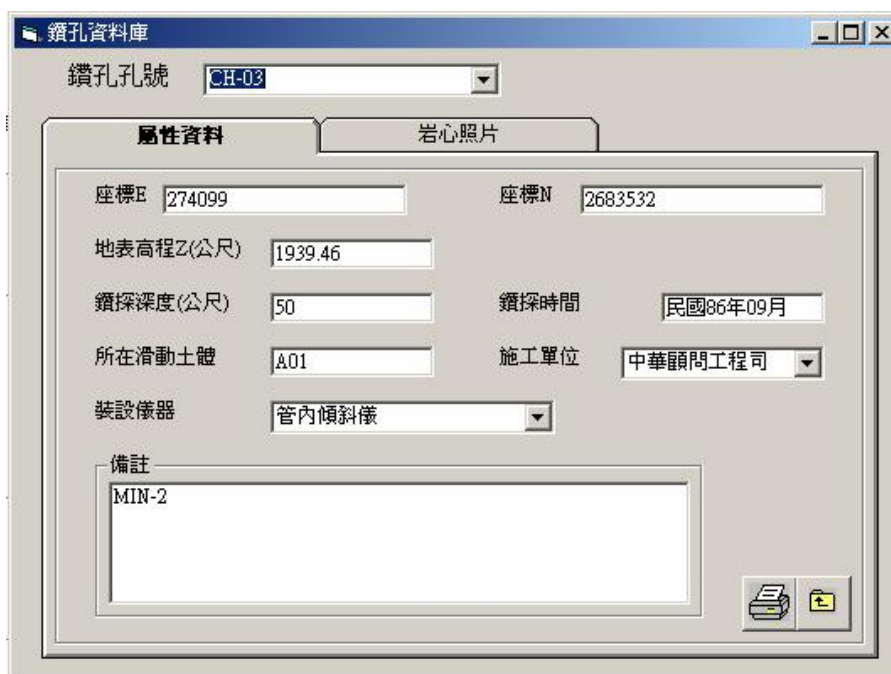 鑽孔資料庫
鑽孔孔號 CH-03
屬性資料 岩心照片
座標E 274099 座標N 2683532
地表高程Z(公尺) 1939.46
鑽探深度(公尺) 50 鑽探時間 民國86年09月
所在滑動土體 A01 施工單位 中華顧問工程司
裝設儀器 管內傾斜儀
備註
MIN-2